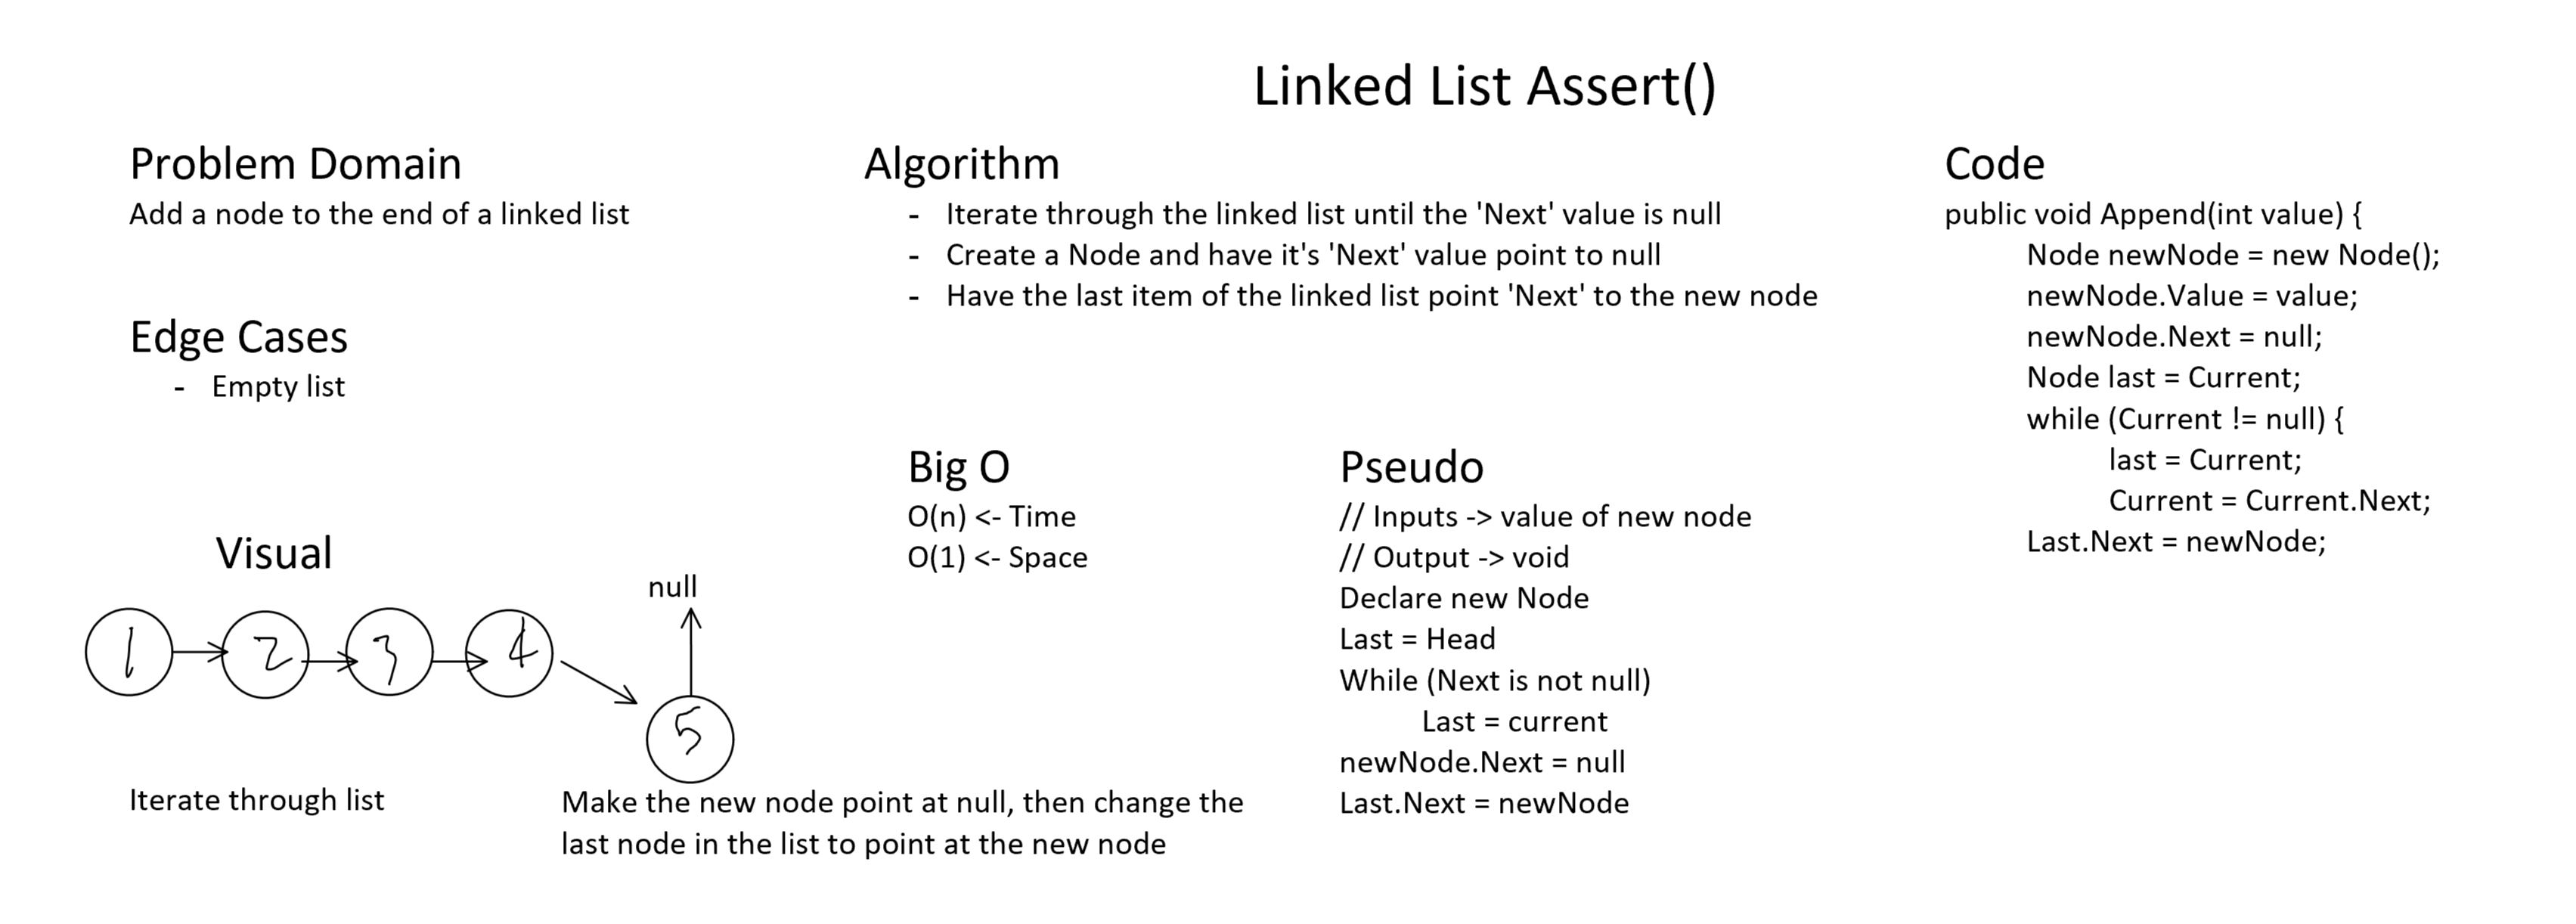 Linked List Assert()
Problem Domain
Add a node to the end of a linked list
Edge Cases
- Empty list
Visual
null
1 2 3 4
5
Iterate through list
Make the new node point at null, then change the
last node in the list to point at the new node
Algorithm
- Iterate through the linked list until the 'Next' value is null
- Create a Node and have it's 'Next' value point to null
- Have the last item of the linked list point 'Next' to the new node
Big O
O(n) <- Time
O(1) <- Space
Pseudo
// Inputs -> value of new node
// Output -> void
Declare new Node
Last = Head
While (Next is not null)
Last = current
newNode.Next = null
Last.Next = newNode
Code
public void Append(int value) {
Node newNode = new Node();
newNode.Value = value;
newNode.Next = null;
Node last = Current;
while (Current != null) {
last = Current;
Current = Current.Next;
Last.Next = newNode;